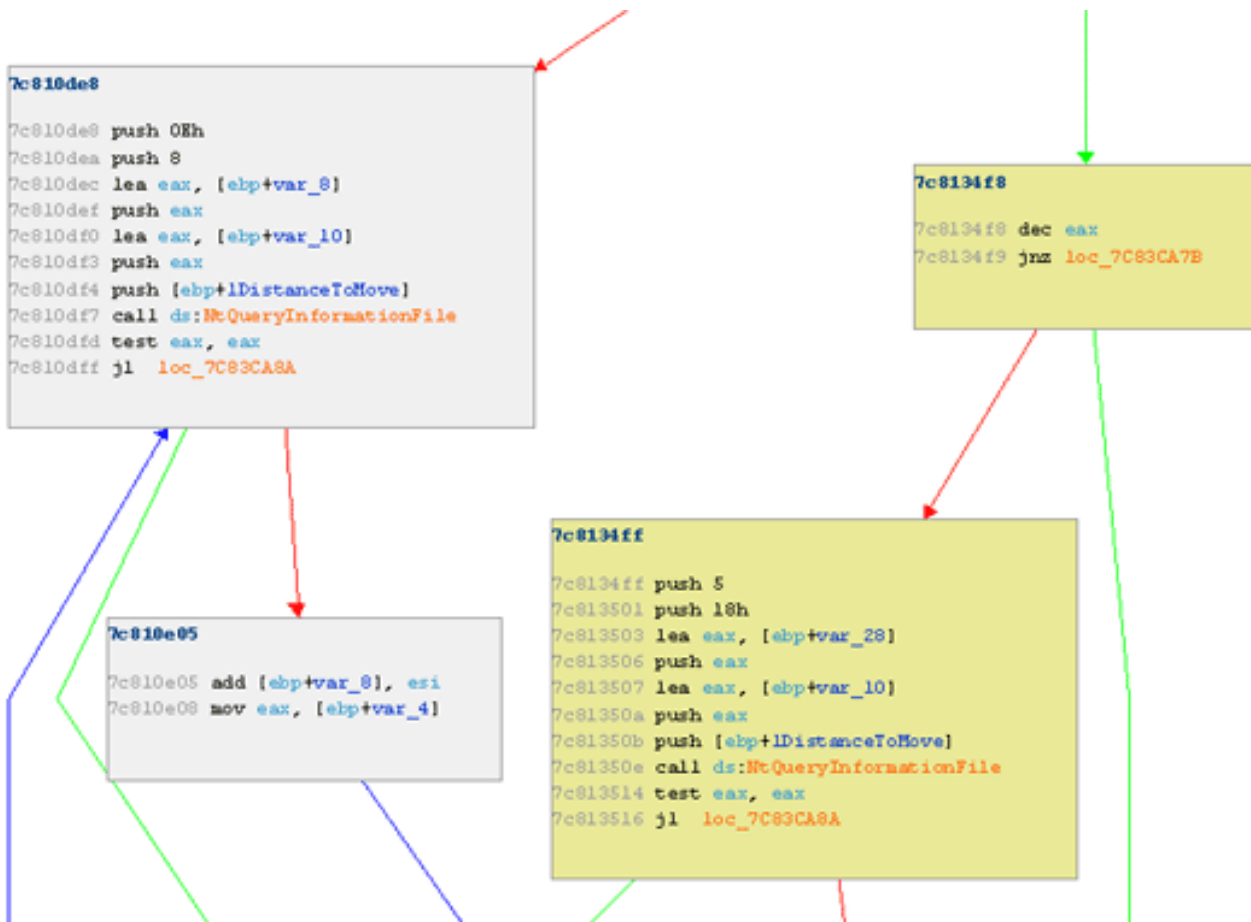 7c810de8
7c810de8 push 0Eh
7c810dea push 8
7c810dec lea eax, [ebp+var_8]
7c810def push eax
7c810df0 lea eax, [ebp+var_10]
7c810df3 push eax
7c810df4 push [ebp+lDistanceToMove]
7c810df7 call ds:NtQueryInformationFile
7c810dfd test eax, eax
7c810dff jl loc_7C83CA8A
7c8134f8
7c8134f8 dec eax
7c8134f9 jnz loc_7C83CA7B
7c810e05
7c810e05 add [ebp+var_8], esi
7c810e08 mov eax, [ebp+var_4]
7c8134ff
7c8134ff push 5
7c813501 push 18h
7c813503 lea eax, [ebp+var_28]
7c813506 push eax
7c813507 lea eax, [ebp+var_10]
7c81350a push eax
7c81350b push [ebp+lDistanceToMove]
7c81350e call ds:NtQueryInformationFile
7c813514 test eax, eax
7c813516 jl loc_7C83CA8A